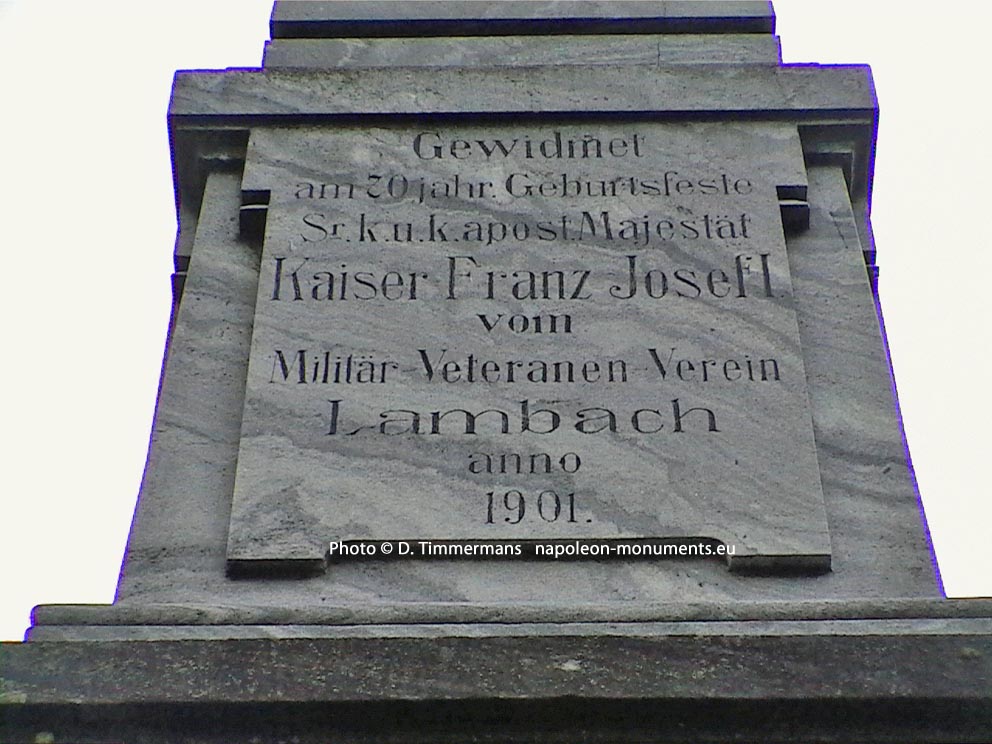 Gewidmet
am 70 jahr. Geburtsfeste
Sr. k. u. k. apost. Majestät
Kaiser Franz Josef I.
vom
Militär-Veteranen-Verein
Lambach
anno
1901.
Photo © D. Timmermans napoleon-monuments.eu